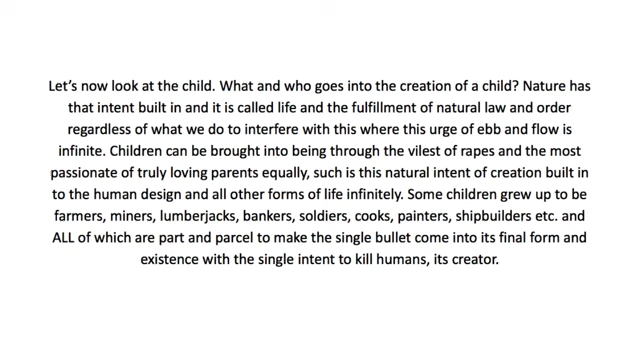 Let's now look at the child. What and who goes into the creation of a child? Nature has
that intent built in and it is called life and the fulfillment of natural law and order
regardless of what we do to interfere with this where this urge of ebb and flow is
infinite. Children can be brought into being through the vilest of rapes and the most
passionate of truly loving parents equally, such is this natural intent of creation built in
to the human design and all other forms of life infinitely. Some children grew up to be
farmers, miners, lumberjacks, bankers, soldiers, cooks, painters, shipbuilders etc. and
ALL of which are part and parcel to make the single bullet come into its final form and
existence with the single intent to kill humans, its creator.